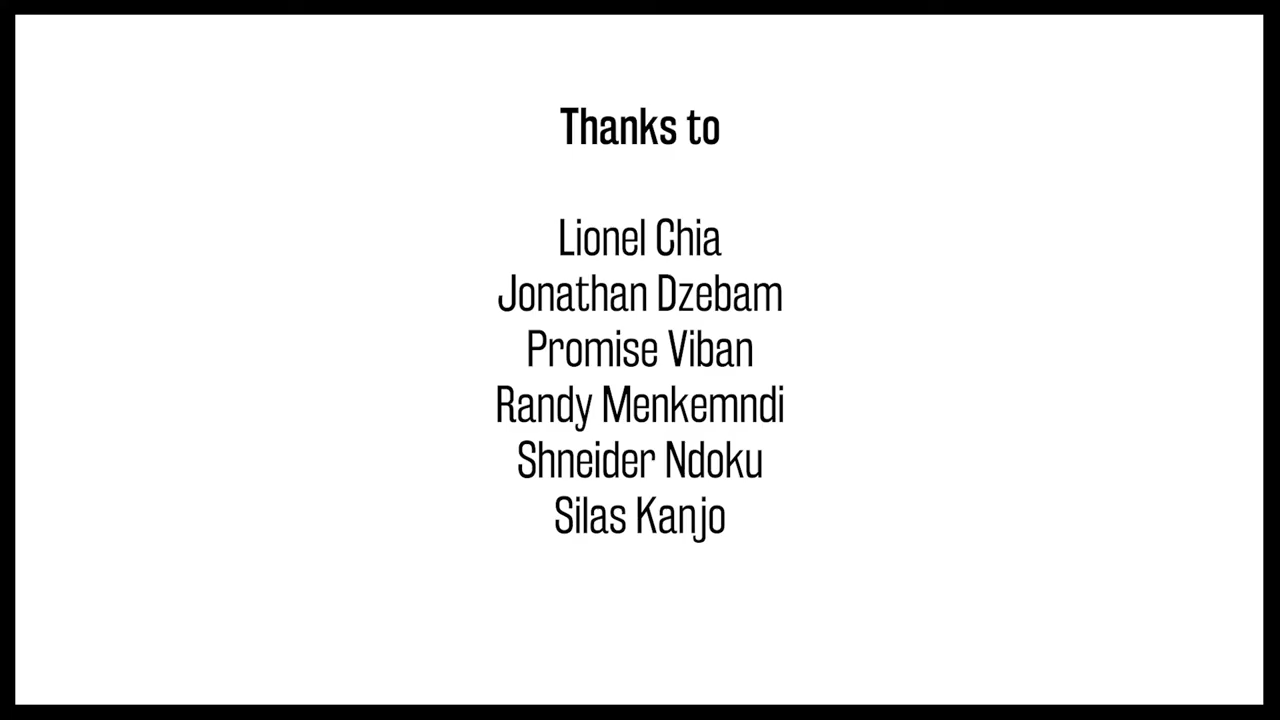 Thanks to
Lionel Chia
Jonathan Dzebam
Promise Viban
Randy Menkemndi
Shneider Ndoku
Silas Kanjo